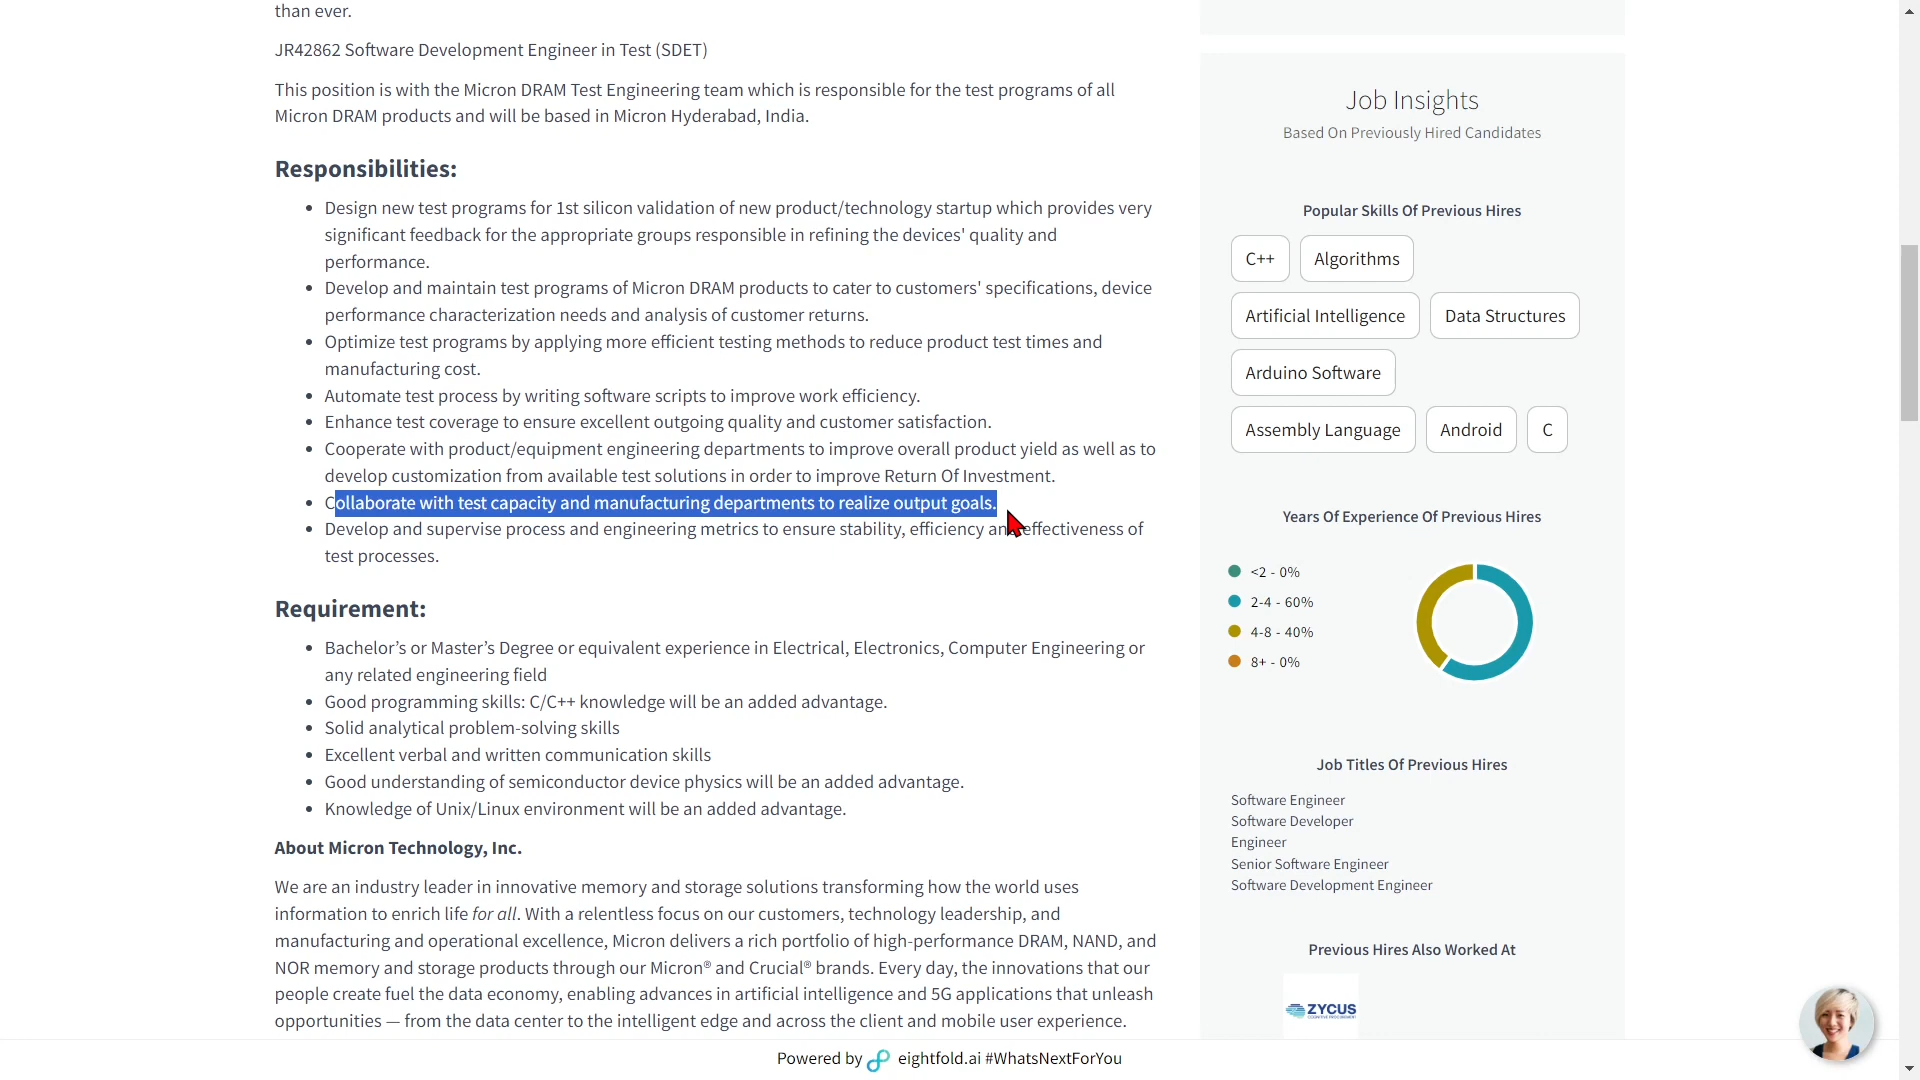 than ever.
JR42862 Software Development Engineer in Test (SDET)
This position is with the Micron DRAM Test Engineering team which is responsible for the test programs of all
Micron DRAM products and will be based in Micron Hyderabad, India.
Responsibilities:
• Design new test programs for 1st silicon validation of new product/technology startup which provides very
significant feedback for the appropriate groups responsible in refining the devices' quality and
performance.
• Develop and maintain test programs of Micron DRAM products to cater to customers' specifications, device
performance characterization needs and analysis of customer returns.
• Optimize test programs by applying more efficient testing methods to reduce product test times and
manufacturing cost.
• Automate test process by writing software scripts to improve work efficiency.
• Enhance test coverage to ensure excellent outgoing quality and customer satisfaction.
• Cooperate with product/equipment engineering departments to improve overall product yield as well as to
develop customization from available test solutions in order to improve Return Of Investment.
• Collaborate with test capacity and manufacturing departments to realize output goals.
• Develop and supervise process and engineering metrics to ensure stability, efficiency and effectiveness of
test processes.
Requirement:
• Bachelor's or Master's Degree or equivalent experience in Electrical, Electronics, Computer Engineering or
any related engineering field
• Good programming skills: C/C++ knowledge will be an added advantage.
• Solid analytical problem-solving skills
• Excellent verbal and written communication skills
• Good understanding of semiconductor device physics will be an added advantage.
• Knowledge of Unix/Linux environment will be an added advantage.
About Micron Technology, Inc.
We are an industry leader in innovative memory and storage solutions transforming how the world uses
information to enrich life for all. With a relentless focus on our customers, technology leadership, and
manufacturing and operational excellence, Micron delivers a rich portfolio of high-performance DRAM, NAND, and
NOR memory and storage products through our Micron® and Crucial® brands. Every day, the innovations that our
people create fuel the data economy, enabling advances in artificial intelligence and 5G applications that unleash
opportunities — from the data center to the intelligent edge and across the client and mobile user experience.
Job Insights
Based On Previously Hired Candidates
Popular Skills Of Previous Hires
C++ Algorithms
Artificial Intelligence Data Structures
Arduino Software
Assembly Language Android C
Years Of Experience Of Previous Hires
<2 - 0%
2-4 - 60%
4-8 - 40%
8+ - 0%
Job Titles Of Previous Hires
Software Engineer
Software Developer
Engineer
Senior Software Engineer
Software Development Engineer
Previous Hires Also Worked At
ZYCUS
Powered by eightfold.ai #WhatsNextForYou